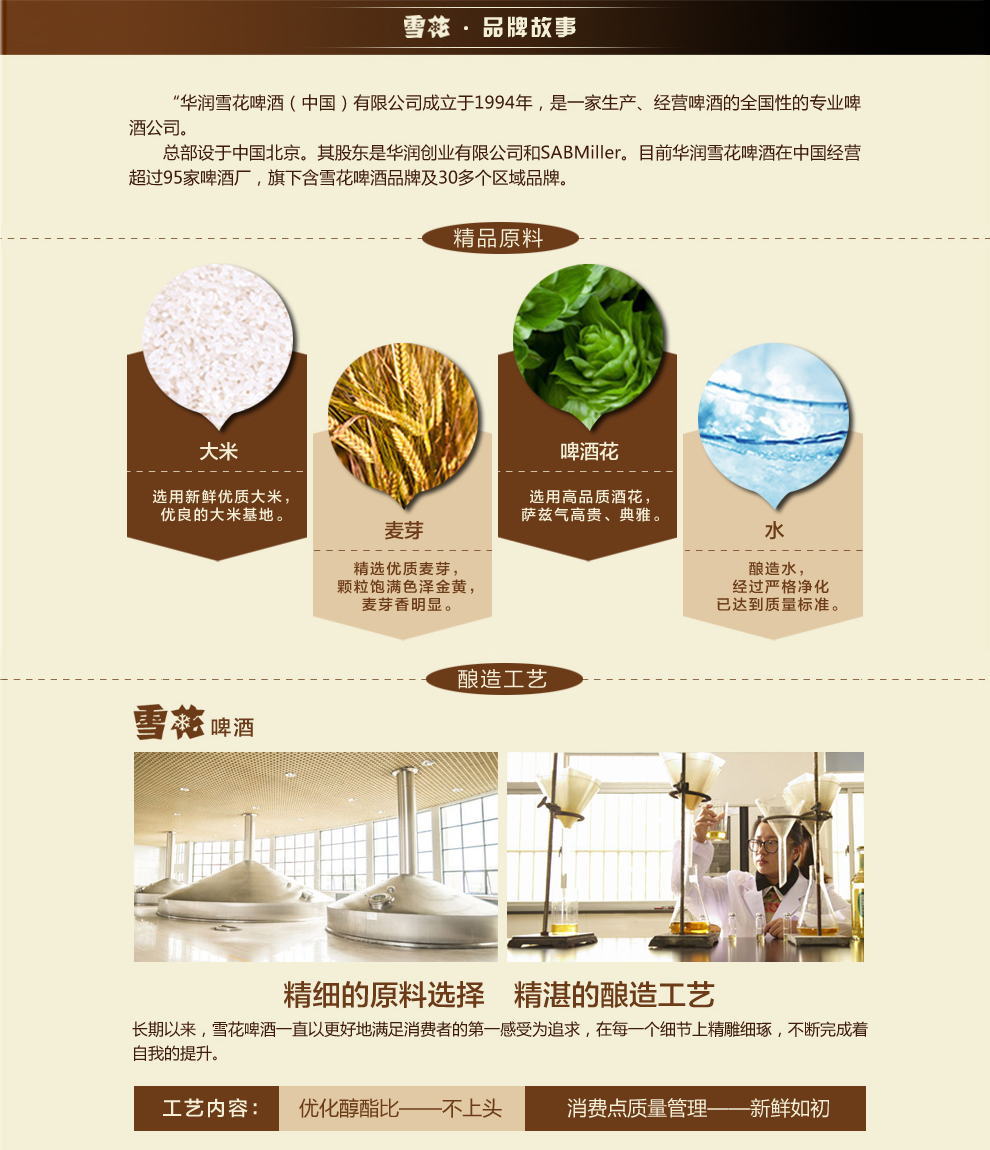 雪花 · 品牌故事
“华润雪花啤酒（中国）有限公司成立于1994年，是一家生产、经营啤酒的全国性的专业啤
酒公司。
总部设于中国北京。其股东是华润创业有限公司和SABMiller。目前华润雪花啤酒在中国经营
超过95家啤酒厂，旗下含雪花啤酒品牌及30多个区域品牌。
精品原料
大米
选用新鲜优质大米，
优良的大米基地。
麦芽
精选优质麦芽，
颗粒饱满色泽金黄，
麦芽香明显。
啤酒花
选用高品质酒花，
萨兹气高贵、典雅。
水
酿造水，
经过严格净化
已达到质量标准。
酿造工艺
雪花啤酒
精细的原料选择 精湛的酿造工艺
长期以来，雪花啤酒一直以更好地满足消费者的第一感受为追求，在每一个细节上精雕细琢，不断完成着
自我的提升。
工艺内容： 优化醇酯比——不上头 消费点质量管理——新鲜如初